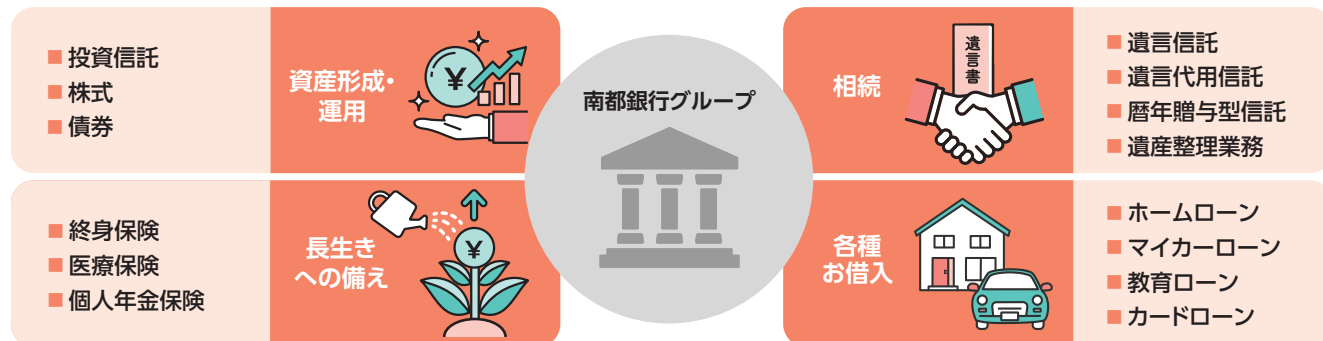 ■ 投資信託
■ 株式
■ 債券
資産形成・
運用
¥
南都銀行グループ
相続
遺言書
■ 遺言信託
■ 遺言代用信託
■ 暦年贈与型信託
■ 遺産整理業務
■ 終身保険
■ 医療保険
■ 個人年金保険
長生き
への備え
¥
各種
お借入
■ ホームローン
■ マイカーローン
■ 教育ローン
■ カードローン